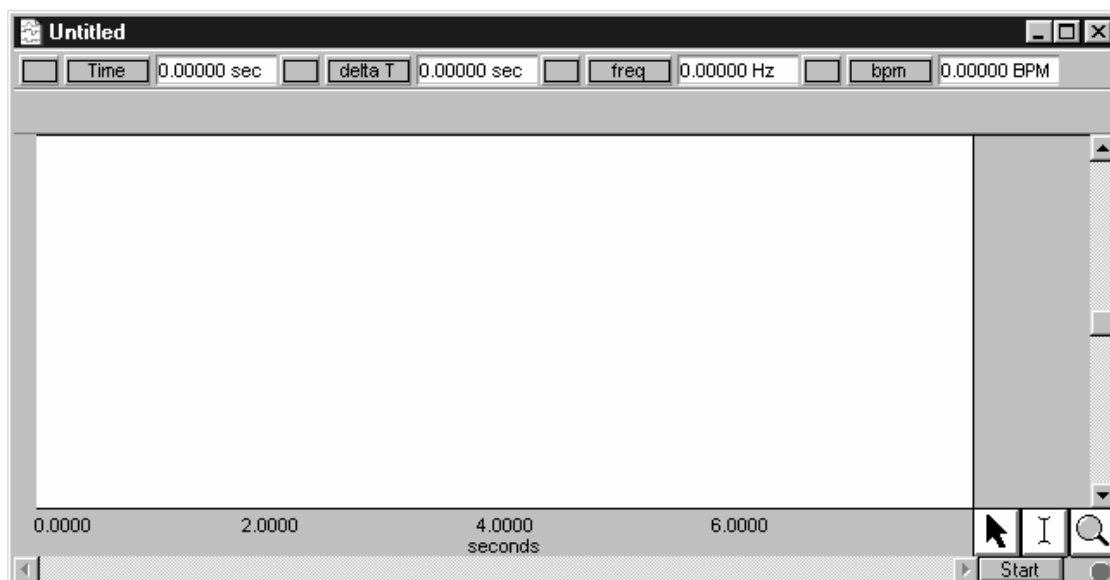 Untitled
Time 0.00000 sec delta T 0.00000 sec freq 0.00000 Hz bpm 0.00000 BPM
0.0000 2.0000 4.0000 6.0000
seconds
Start